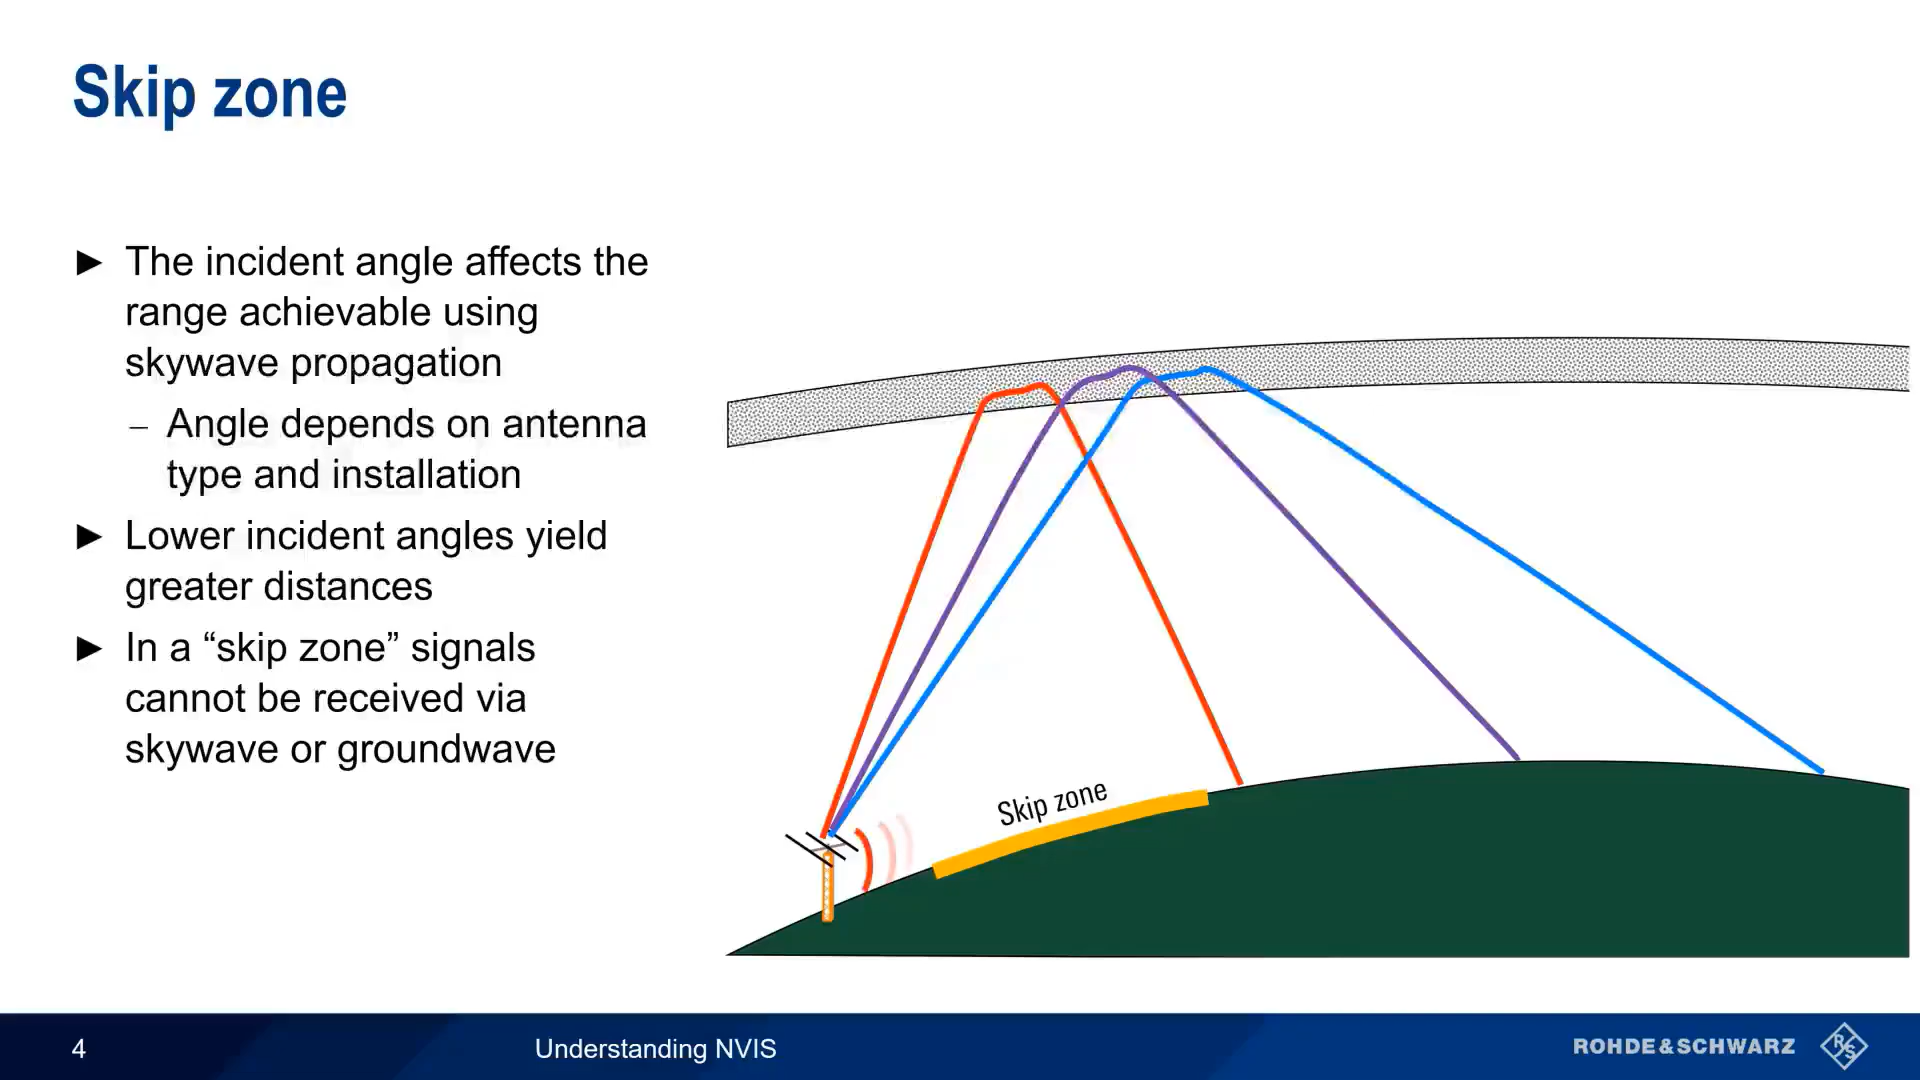 Skip zone
► The incident angle affects the
range achievable using
skywave propagation
– Angle depends on antenna
type and installation
► Lower incident angles yield
greater distances
► In a “skip zone” signals
cannot be received via
skywave or groundwave
Skip zone
4
Understanding NVIS
ROHDE&SCHWARZ
R S